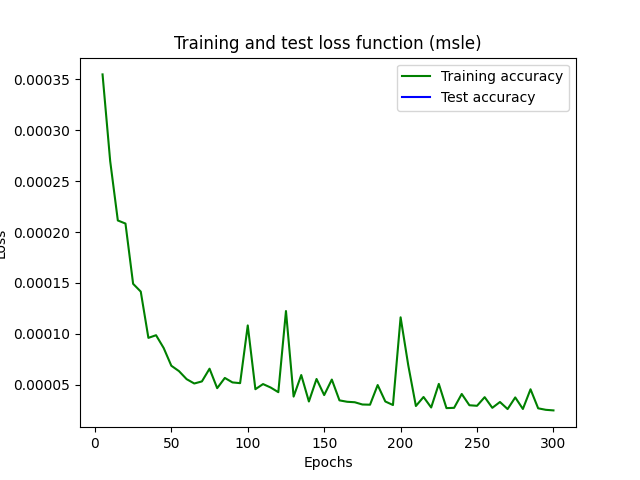 Training and test loss function (msle)
Training accuracy
Test accuracy
0.00035
0.00030
0.00025
0.00020
0.00015
0.00010
0.00005
Loss
0 50 100 150 200 250 300
Epochs